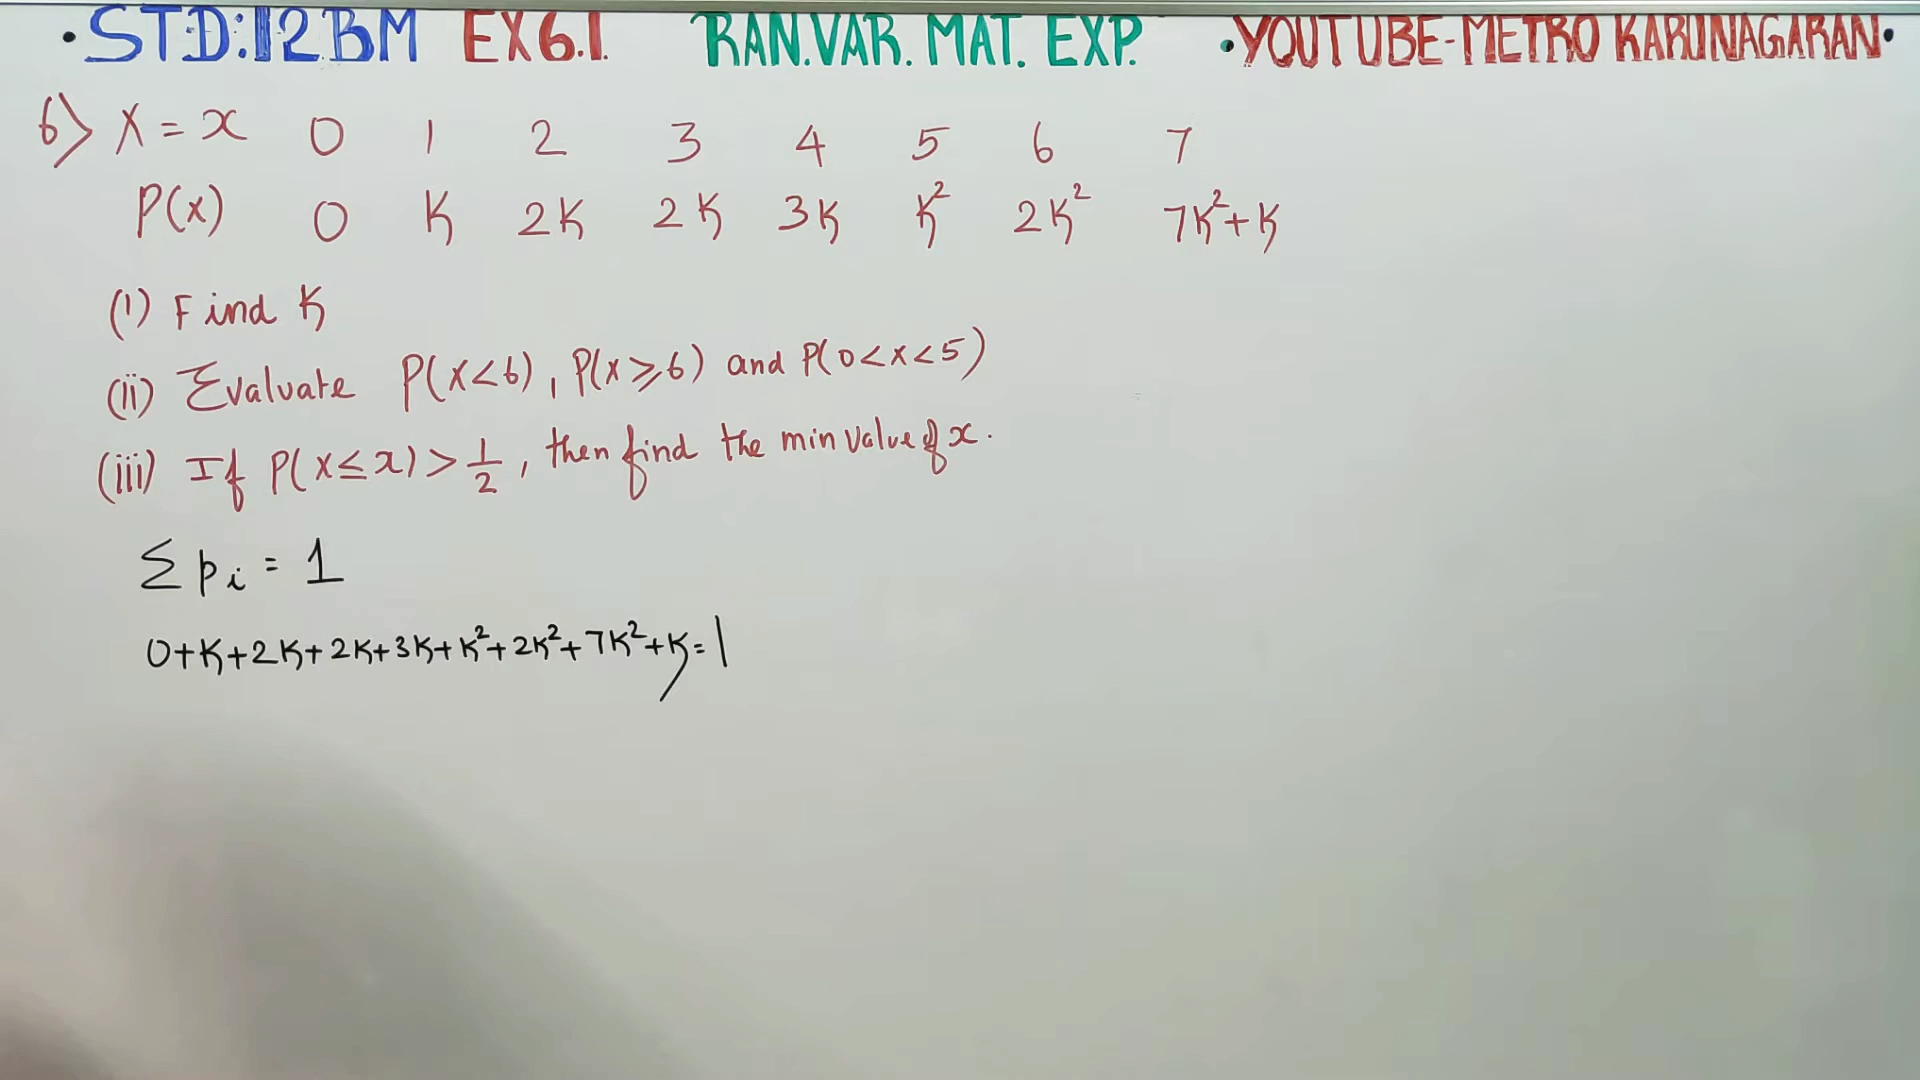 •STD:12BM EX6.1. RAN.VAR. MAT. EXP. •YOUTUBE-METRO KARUNAGARAN•
6) X = x 0 1 2 3 4 5 6 7
P(x) 0 K 2K 2K 3K K² 2K² 7K²+K
(i) Find K
(ii) Evaluate P(X<6), P(X⩾6) and P(0<X<5)
(iii) If P(X≤x) > 1/2, then find the min value of x.
Σpi = 1
0+K+2K+2K+3K+K²+2K²+7K²+K=1